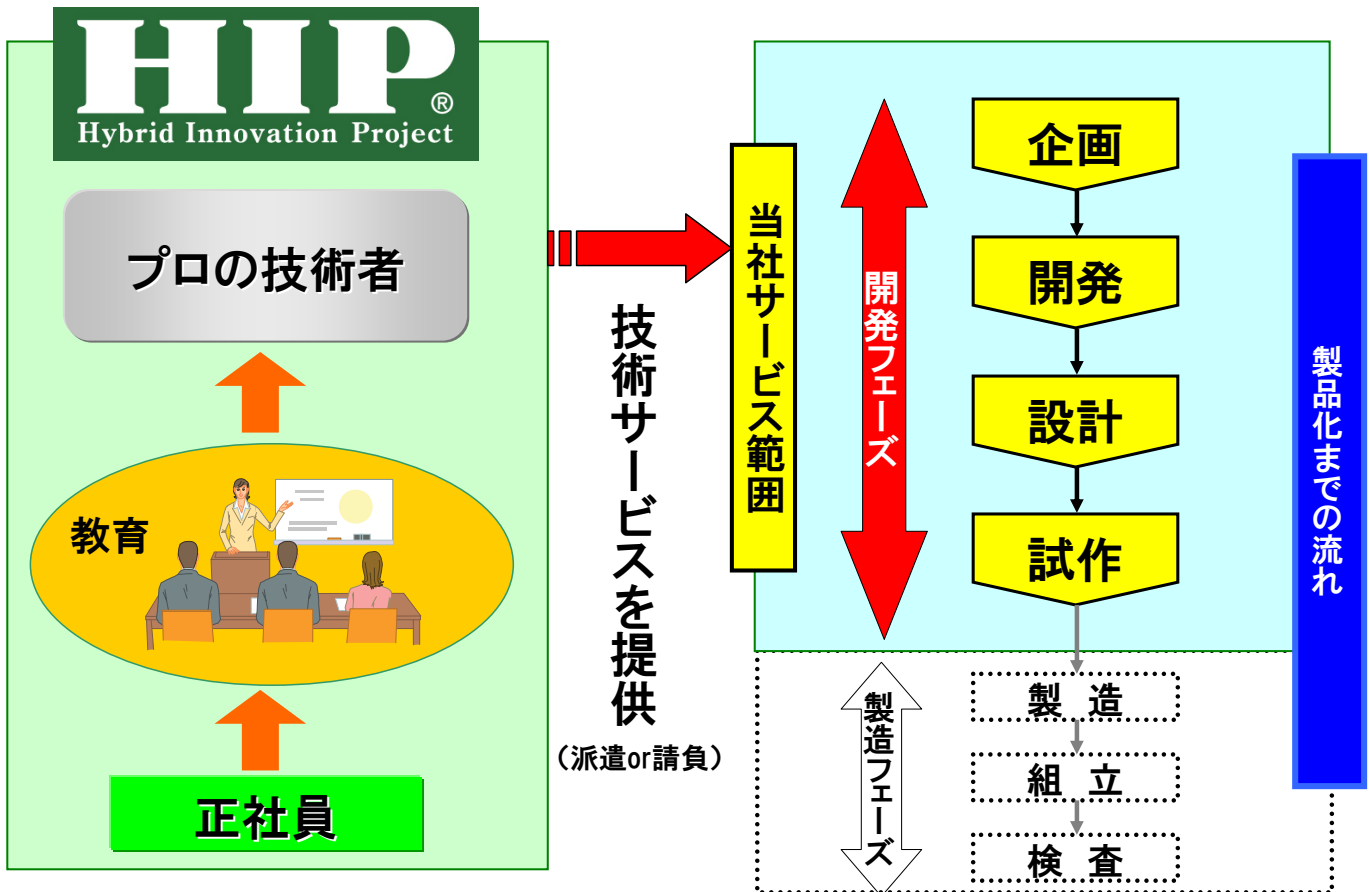 HIP®
Hybrid Innovation Project
プロの技術者
教育
正社員
技術サービスを提供
（派遣or請負）
当社サービス範囲
開発フェーズ
企画
開発
設計
試作
製造フェーズ
製　造
組　立
検　査
製品化までの流れ